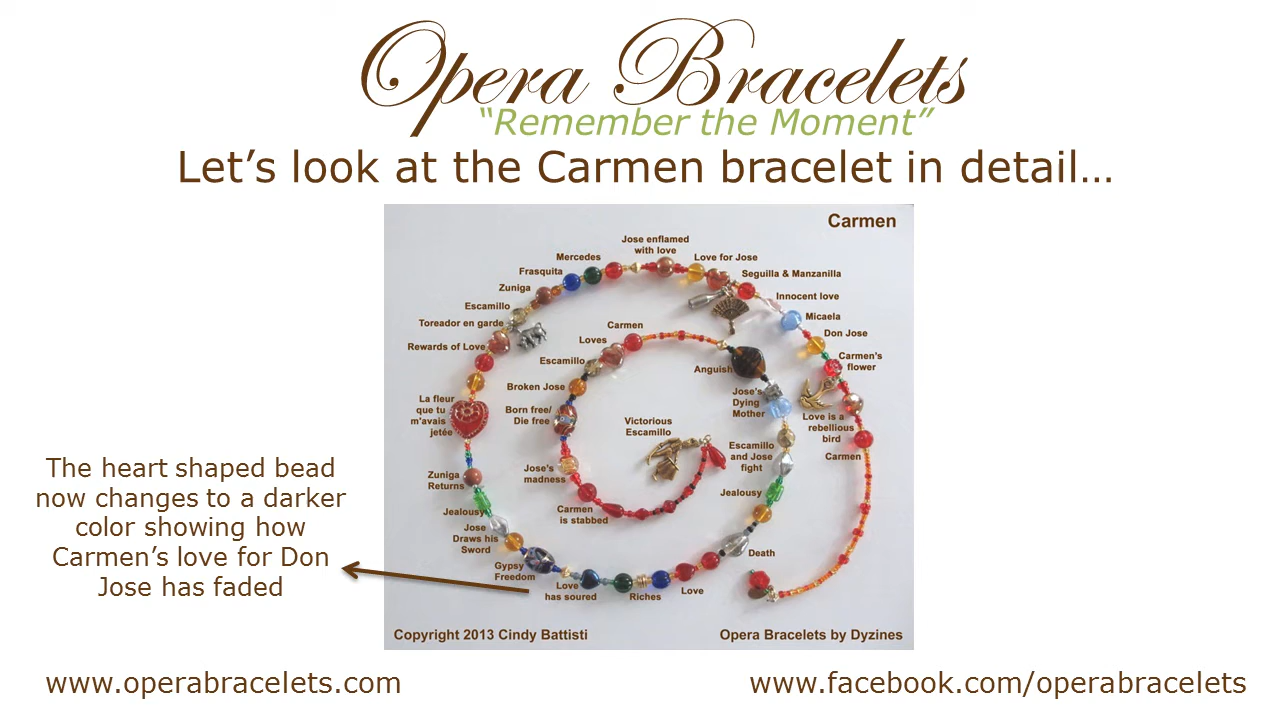 Opera Bracelets
“Remember the Moment”
Let’s look at the Carmen bracelet in detail…
Carmen
Jose enflamed
with love
Mercedes
Love for Jose
Frasquita
Seguilla & Manzanilla
Zuniga
Innocent love
Escamillo
Micaela
Toreador en garde
Carmen
Don Jose
Rewards of Love
Loves
Carmen's
flower
Escamillo
Anguish
Broken Jose
Jose's
Dying
Mother
La fleur
que tu
m'avais
jetée
Born free/
Die free
Love is a
rebellious
bird
Victorious
Escamillo
Carmen
Escamillo
and Jose
fight
The heart shaped bead
now changes to a darker
color showing how
Carmen’s love for Don
Jose has faded
Zuniga
Returns
Jose's
madness
Jealousy
Jealousy
Carmen
is stabbed
Jose
Draws his
Sword
Death
Gypsy
Freedom
Love
has soured
Riches
Love
Copyright 2013 Cindy Battisti
Opera Bracelets by Dyzines
www.operabracelets.com
www.facebook.com/operabracelets